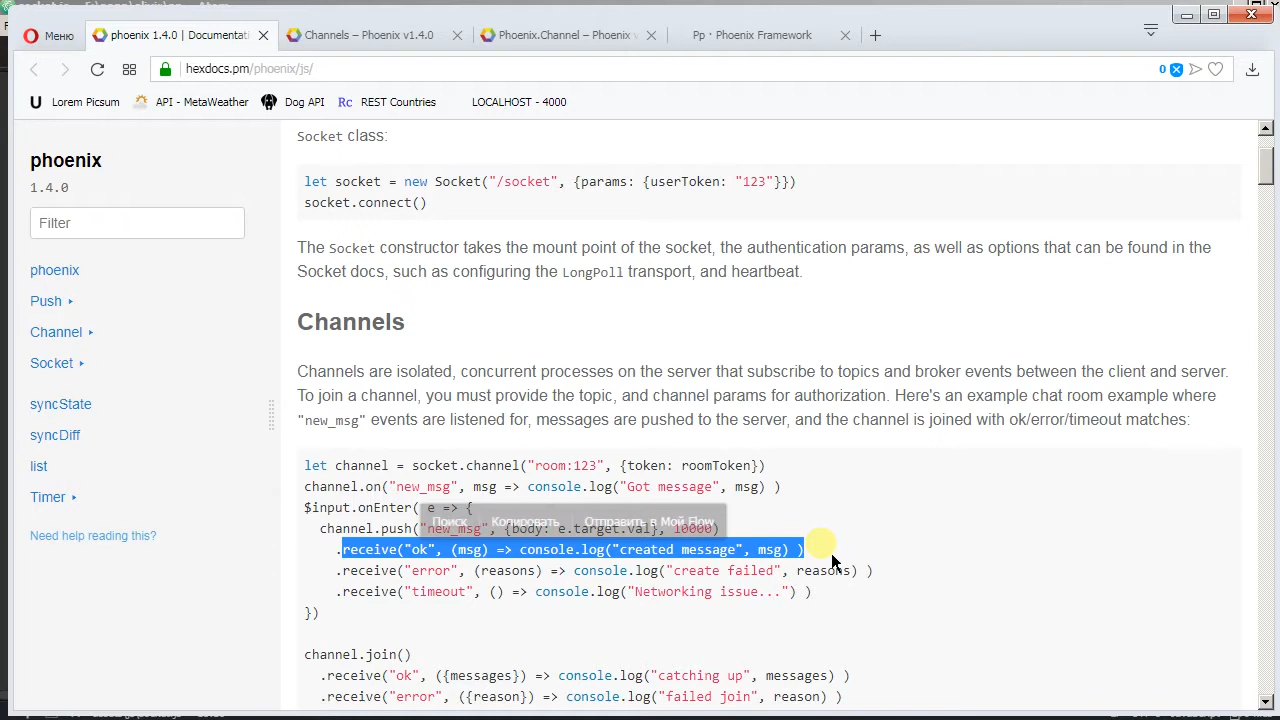 Меню
phoenix 1.4.0 | Documentati
Channels – Phoenix v1.4.0
Phoenix.Channel – Phoenix v
Pp · Phoenix Framework
hexdocs.pm/phoenix/js/
0
U Lorem Picsum
API - MetaWeather
Dog API
Rc REST Countries
LOCALHOST - 4000
phoenix
1.4.0
Filter
phoenix
Push
Channel
Socket
syncState
syncDiff
list
Timer
Need help reading this?
Socket class:
let socket = new Socket("/socket", {params: {userToken: "123"}})
socket.connect()
The Socket constructor takes the mount point of the socket, the authentication params, as well as options that can be found in the
Socket docs, such as configuring the LongPoll transport, and heartbeat.
Channels
Channels are isolated, concurrent processes on the server that subscribe to topics and broker events between the client and server.
To join a channel, you must provide the topic, and channel params for authorization. Here's an example chat room example where
"new_msg" events are listened for, messages are pushed to the server, and the channel is joined with ok/error/timeout matches:
let channel = socket.channel("room:123", {token: roomToken})
channel.on("new_msg", msg => console.log("Got message", msg) )
$input.onEnter( e => {
Поиск Копировать Отправить в Мой Flow
channel.push("new_msg", {body: e.target.val}, 10000)
.receive("ok", (msg) => console.log("created message", msg) )
.receive("error", (reasons) => console.log("create failed", reasons) )
.receive("timeout", () => console.log("Networking issue...") )
})
channel.join()
.receive("ok", ({messages}) => console.log("catching up", messages) )
.receive("error", ({reason}) => console.log("failed join", reason) )